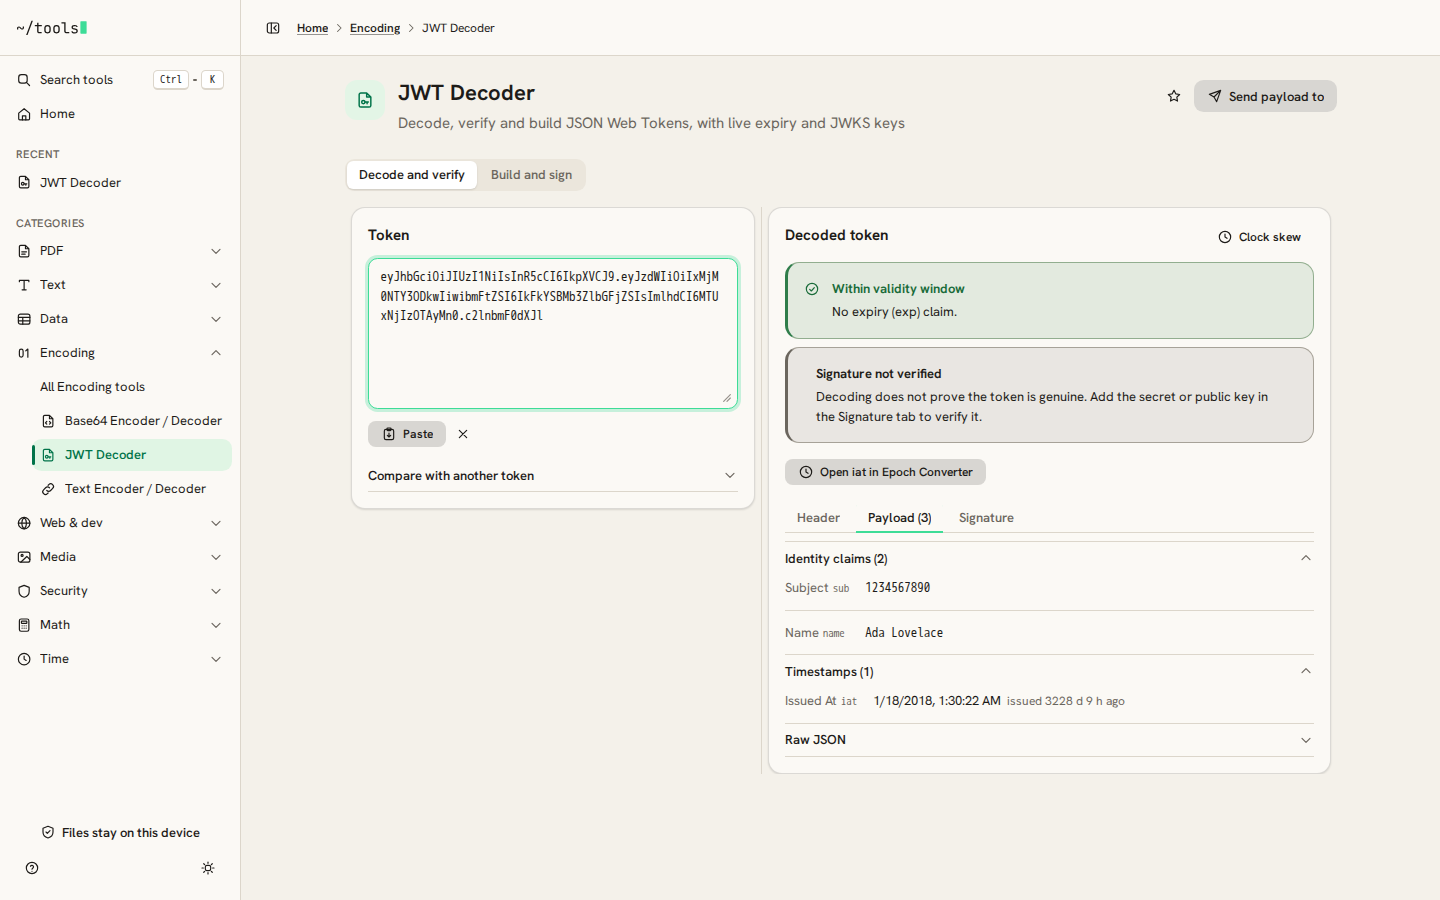 ~/tools
Search tools Ctrl - K
Home
RECENT
JWT Decoder
CATEGORIES
PDF
Text
Data
01 Encoding
All Encoding tools
Base64 Encoder / Decoder
JWT Decoder
Text Encoder / Decoder
Web & dev
Media
Security
Math
Time
Files stay on this device
Home > Encoding > JWT Decoder
JWT Decoder
Decode, verify and build JSON Web Tokens, with live expiry and JWKS keys
Send payload to
Decode and verify Build and sign
Token
eyJhbGciOiJIUzI1NiIsInR5cCI6IkpXVCJ9.eyJzdWIiOiIxMjM
0NTY3ODkwIiwibmFtZSI6IkFkYSBMb3ZlbGFjZSIsImlhdCI6MTU
xNjIzOTAyMn0.c2lnbmF0dXJl
Paste
Compare with another token
Decoded token
Clock skew
Within validity window
No expiry (exp) claim.
Signature not verified
Decoding does not prove the token is genuine. Add the secret or public key in
the Signature tab to verify it.
Open iat in Epoch Converter
Header Payload (3) Signature
Identity claims (2)
Subject sub 1234567890
Name name Ada Lovelace
Timestamps (1)
Issued At iat 1/18/2018, 1:30:22 AM issued 3228 d 9 h ago
Raw JSON